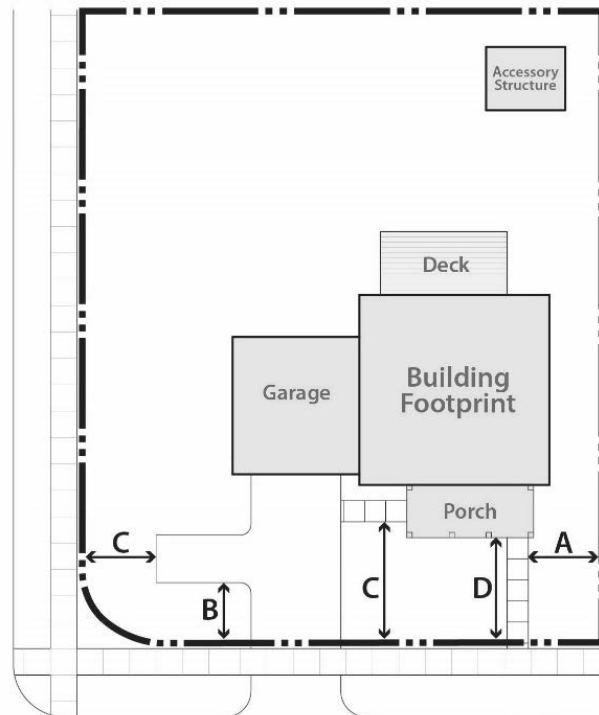 Accessory
Structure
Deck
Building
Footprint
Garage
Porch
C
A
B
C
D